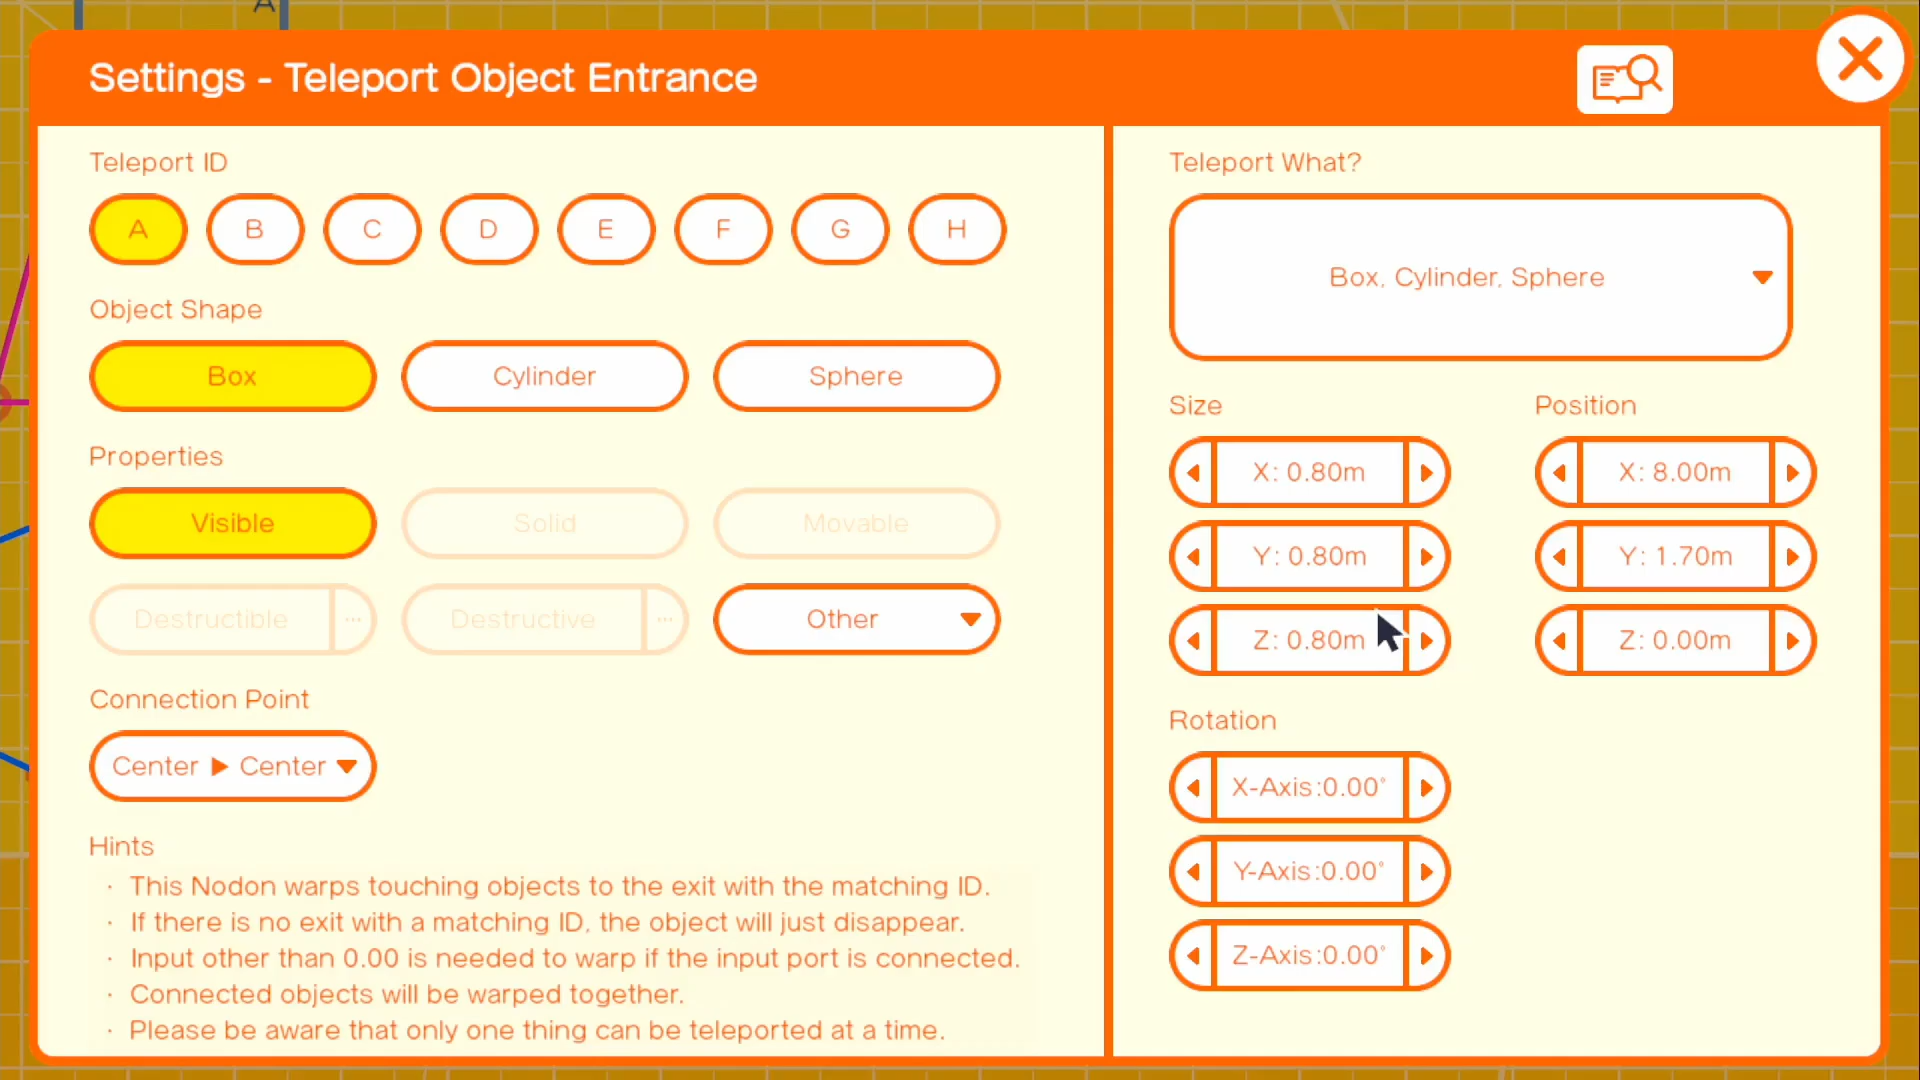 A
Settings - Teleport Object Entrance
Teleport ID
A B C D E F G H
Object Shape
Box Cylinder Sphere
Properties
Visible Solid Movable
Destructible ... Destructive ... Other
Connection Point
Center ▶ Center
Hints
· This Nodon warps touching objects to the exit with the matching ID.
· If there is no exit with a matching ID, the object will just disappear.
· Input other than 0.00 is needed to warp if the input port is connected.
· Connected objects will be warped together.
· Please be aware that only one thing can be teleported at a time.
Teleport What?
Box, Cylinder, Sphere
Size
X: 0.80m
Y: 0.80m
Z: 0.80m
Position
X: 8.00m
Y: 1.70m
Z: 0.00m
Rotation
X-Axis:0.00°
Y-Axis:0.00°
Z-Axis:0.00°